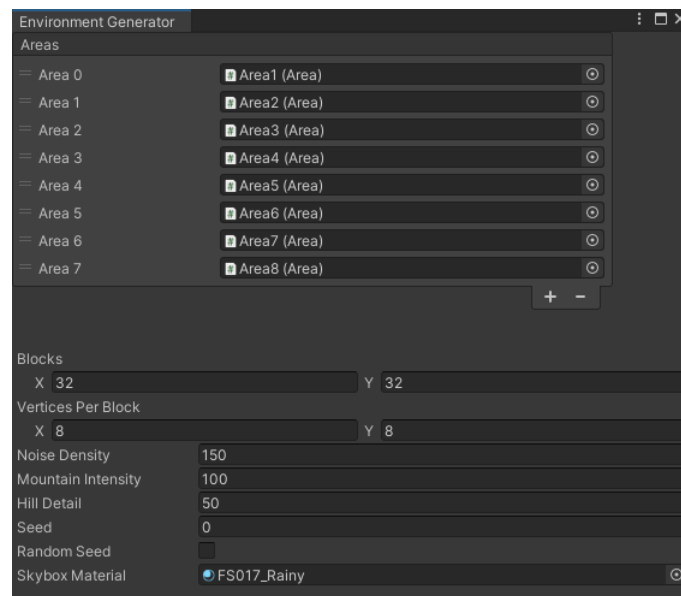 Environment Generator
Areas
Area 0 Area1 (Area)
Area 1 Area2 (Area)
Area 2 Area3 (Area)
Area 3 Area4 (Area)
Area 4 Area5 (Area)
Area 5 Area6 (Area)
Area 6 Area7 (Area)
Area 7 Area8 (Area)
+ -
Blocks
X 32 Y 32
Vertices Per Block
X 8 Y 8
Noise Density 150
Mountain Intensity 100
Hill Detail 50
Seed 0
Random Seed
Skybox Material FS017_Rainy